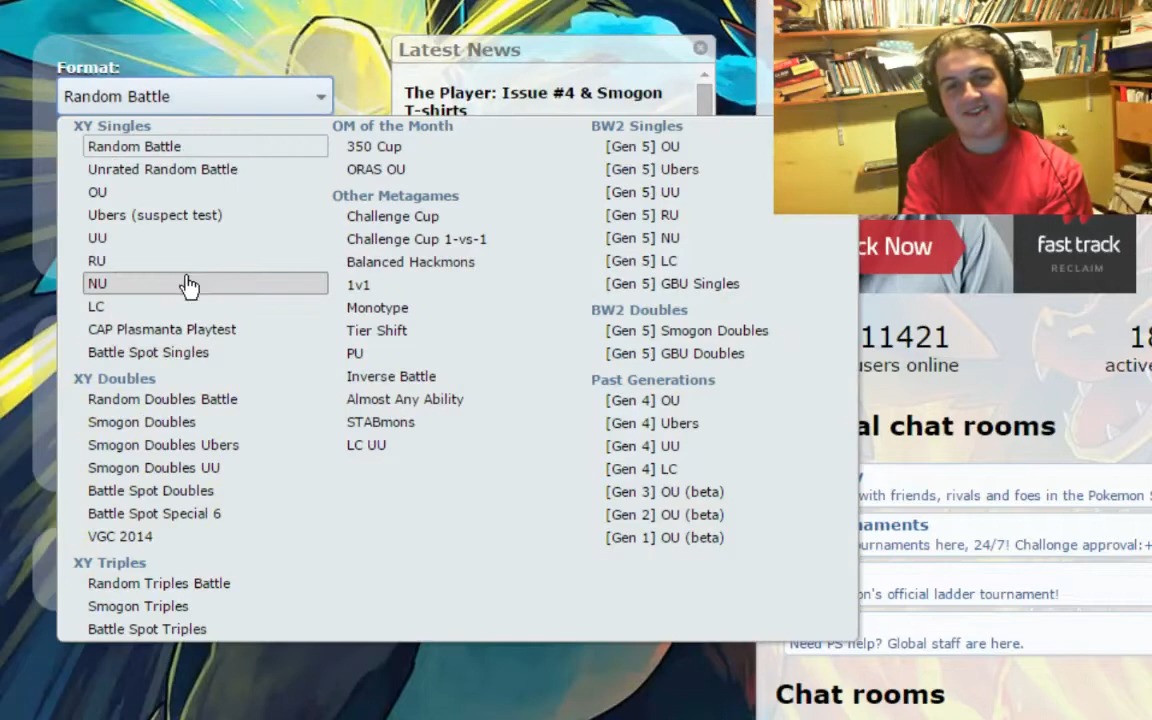 Format:
Random Battle
Latest News
The Player: Issue #4 & Smogon
T-shirts
XY Singles
Random Battle
Unrated Random Battle
OU
Ubers (suspect test)
UU
RU
NU
LC
CAP Plasmanta Playtest
Battle Spot Singles
XY Doubles
Random Doubles Battle
Smogon Doubles
Smogon Doubles Ubers
Smogon Doubles UU
Battle Spot Doubles
Battle Spot Special 6
VGC 2014
XY Triples
Random Triples Battle
Smogon Triples
Battle Spot Triples
OM of the Month
350 Cup
ORAS OU
Other Metagames
Challenge Cup
Challenge Cup 1-vs-1
Balanced Hackmons
1v1
Monotype
Tier Shift
PU
Inverse Battle
Almost Any Ability
STABmons
LC UU
BW2 Singles
[Gen 5] OU
[Gen 5] Ubers
[Gen 5] UU
[Gen 5] RU
[Gen 5] NU
[Gen 5] LC
[Gen 5] GBU Singles
BW2 Doubles
[Gen 5] Smogon Doubles
[Gen 5] GBU Doubles
Past Generations
[Gen 4] OU
[Gen 4] Ubers
[Gen 4] UU
[Gen 4] LC
[Gen 3] OU (beta)
[Gen 2] OU (beta)
[Gen 1] OU (beta)
ck Now
fast track
RECLAIM
11421
users online
18
active
al chat rooms
with friends, rivals and foes in the Pokemon S
naments
urnaments here, 24/7! Challonge approval:+
on's official ladder tournament!
Need PS help? Global staff are here.
Chat rooms